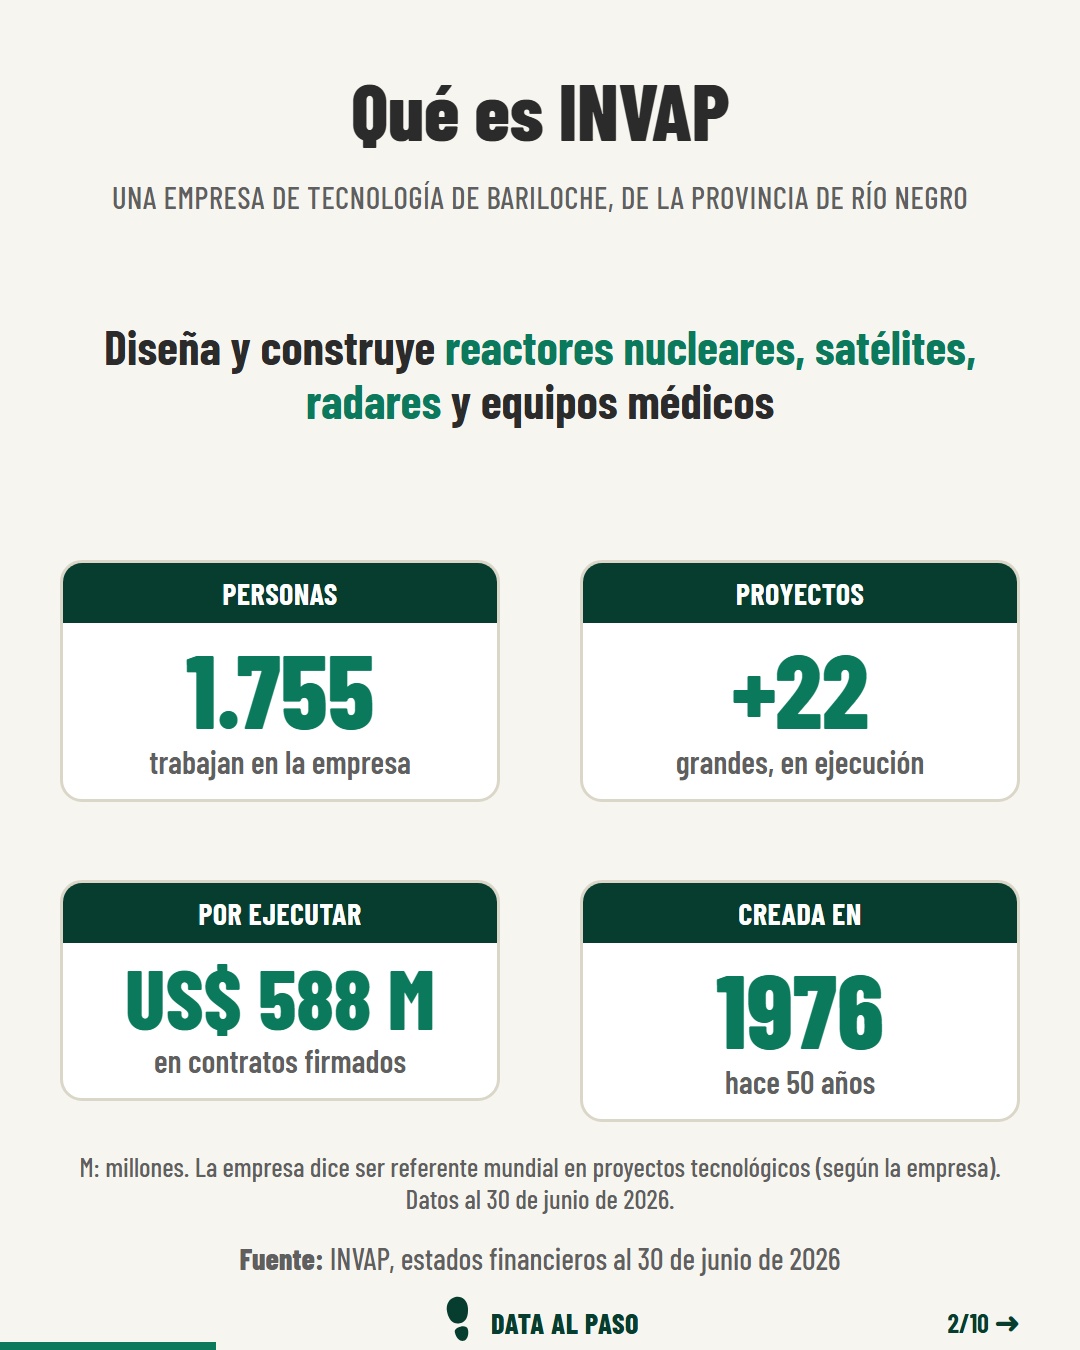 Qué es INVAP
UNA EMPRESA DE TECNOLOGÍA DE BARILOCHE, DE LA PROVINCIA DE RÍO NEGRO
Diseña y construye reactores nucleares, satélites,
radares y equipos médicos
PERSONAS
1.755
trabajan en la empresa
PROYECTOS
+22
grandes, en ejecución
POR EJECUTAR
US$ 588 M
en contratos firmados
CREADA EN
1976
hace 50 años
M: millones. La empresa dice ser referente mundial en proyectos tecnológicos (según la empresa).
Datos al 30 de junio de 2026.
Fuente: INVAP, estados financieros al 30 de junio de 2026
DATA AL PASO
2/10 →